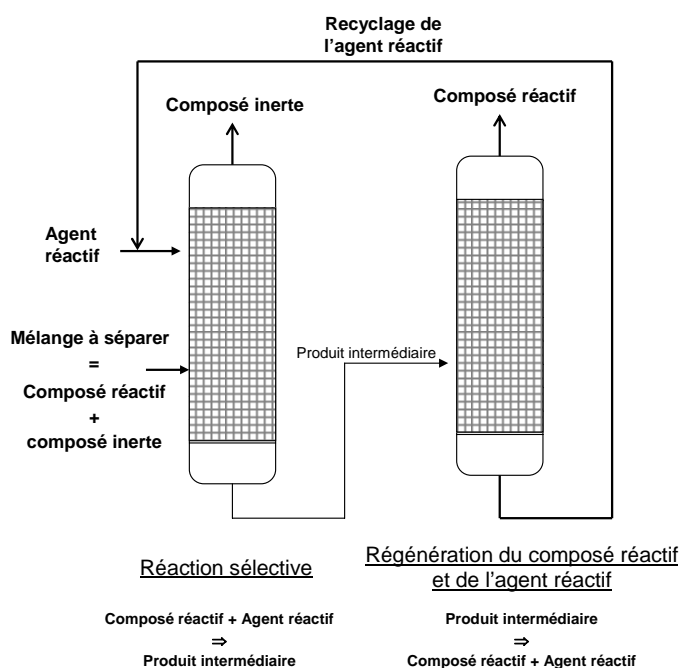 Recyclage de
l'agent réactif
Composé inerte
Composé réactif
Agent
réactif
Mélange à séparer
=
Composé réactif
+
composé inerte
Produit intermédiaire
Réaction sélective
Régénération du composé réactif
et de l'agent réactif
Composé réactif + Agent réactif
⇒
Produit intermédiaire
Produit intermédiaire
⇒
Composé réactif + Agent réactif